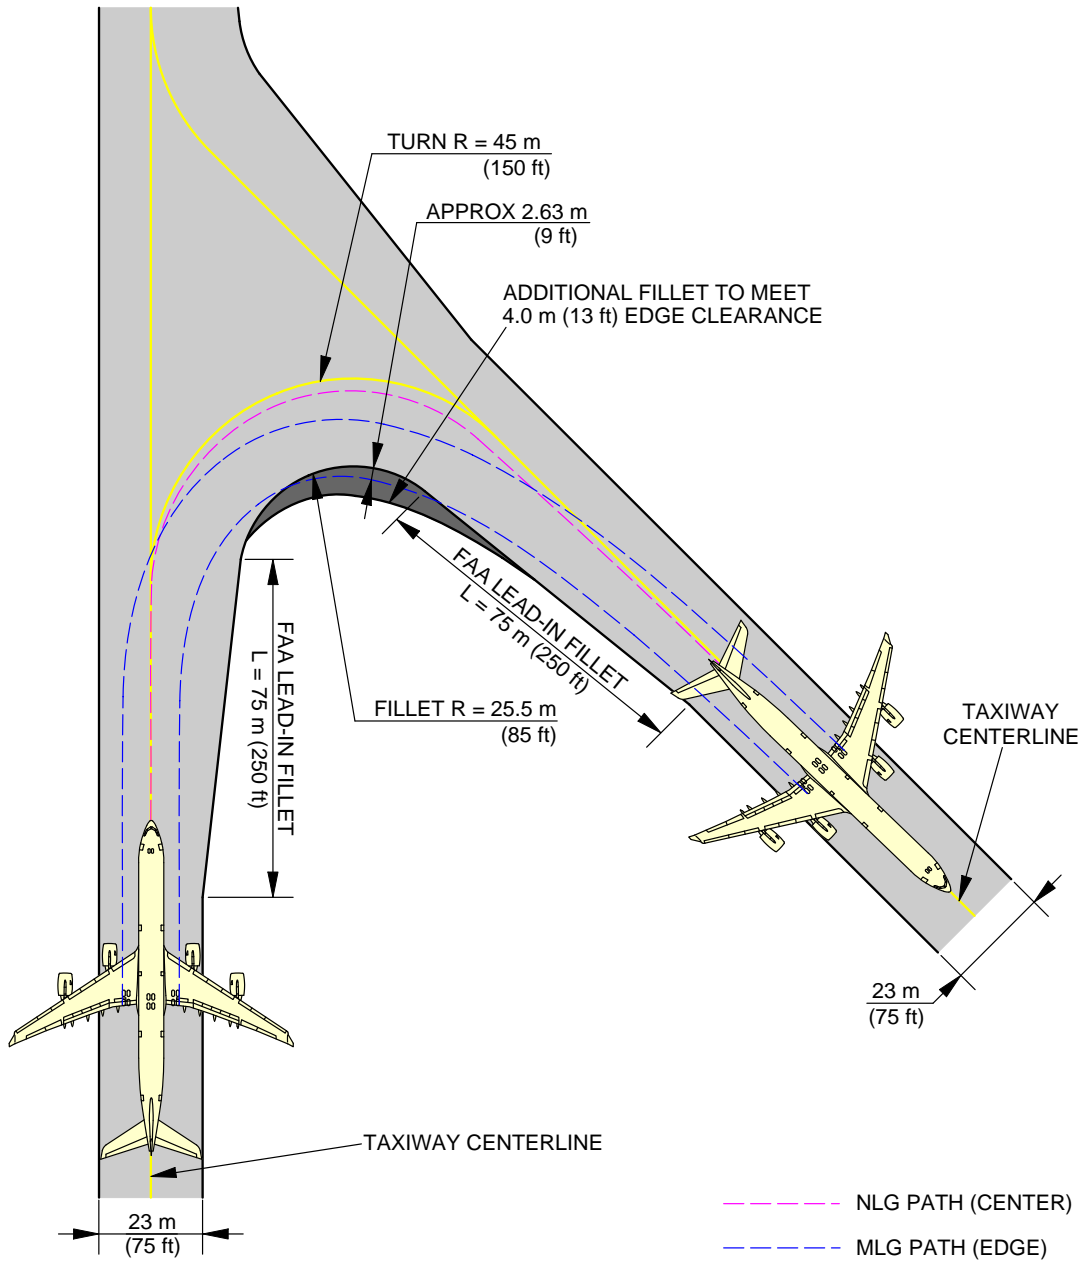 TURN R = 45 m
(150 ft)
APPROX 2.63 m
(9 ft)
ADDITIONAL FILLET TO MEET
4.0 m (13 ft) EDGE CLEARANCE
FAA LEAD-IN FILLET
L = 75 m (250 ft)
FAA LEAD-IN FILLET
L = 75 m (250 ft)
FILLET R = 25.5 m
(85 ft)
TAXIWAY
CENTERLINE
23 m
(75 ft)
TAXIWAY CENTERLINE
23 m
(75 ft)
NLG PATH (CENTER)
MLG PATH (EDGE)